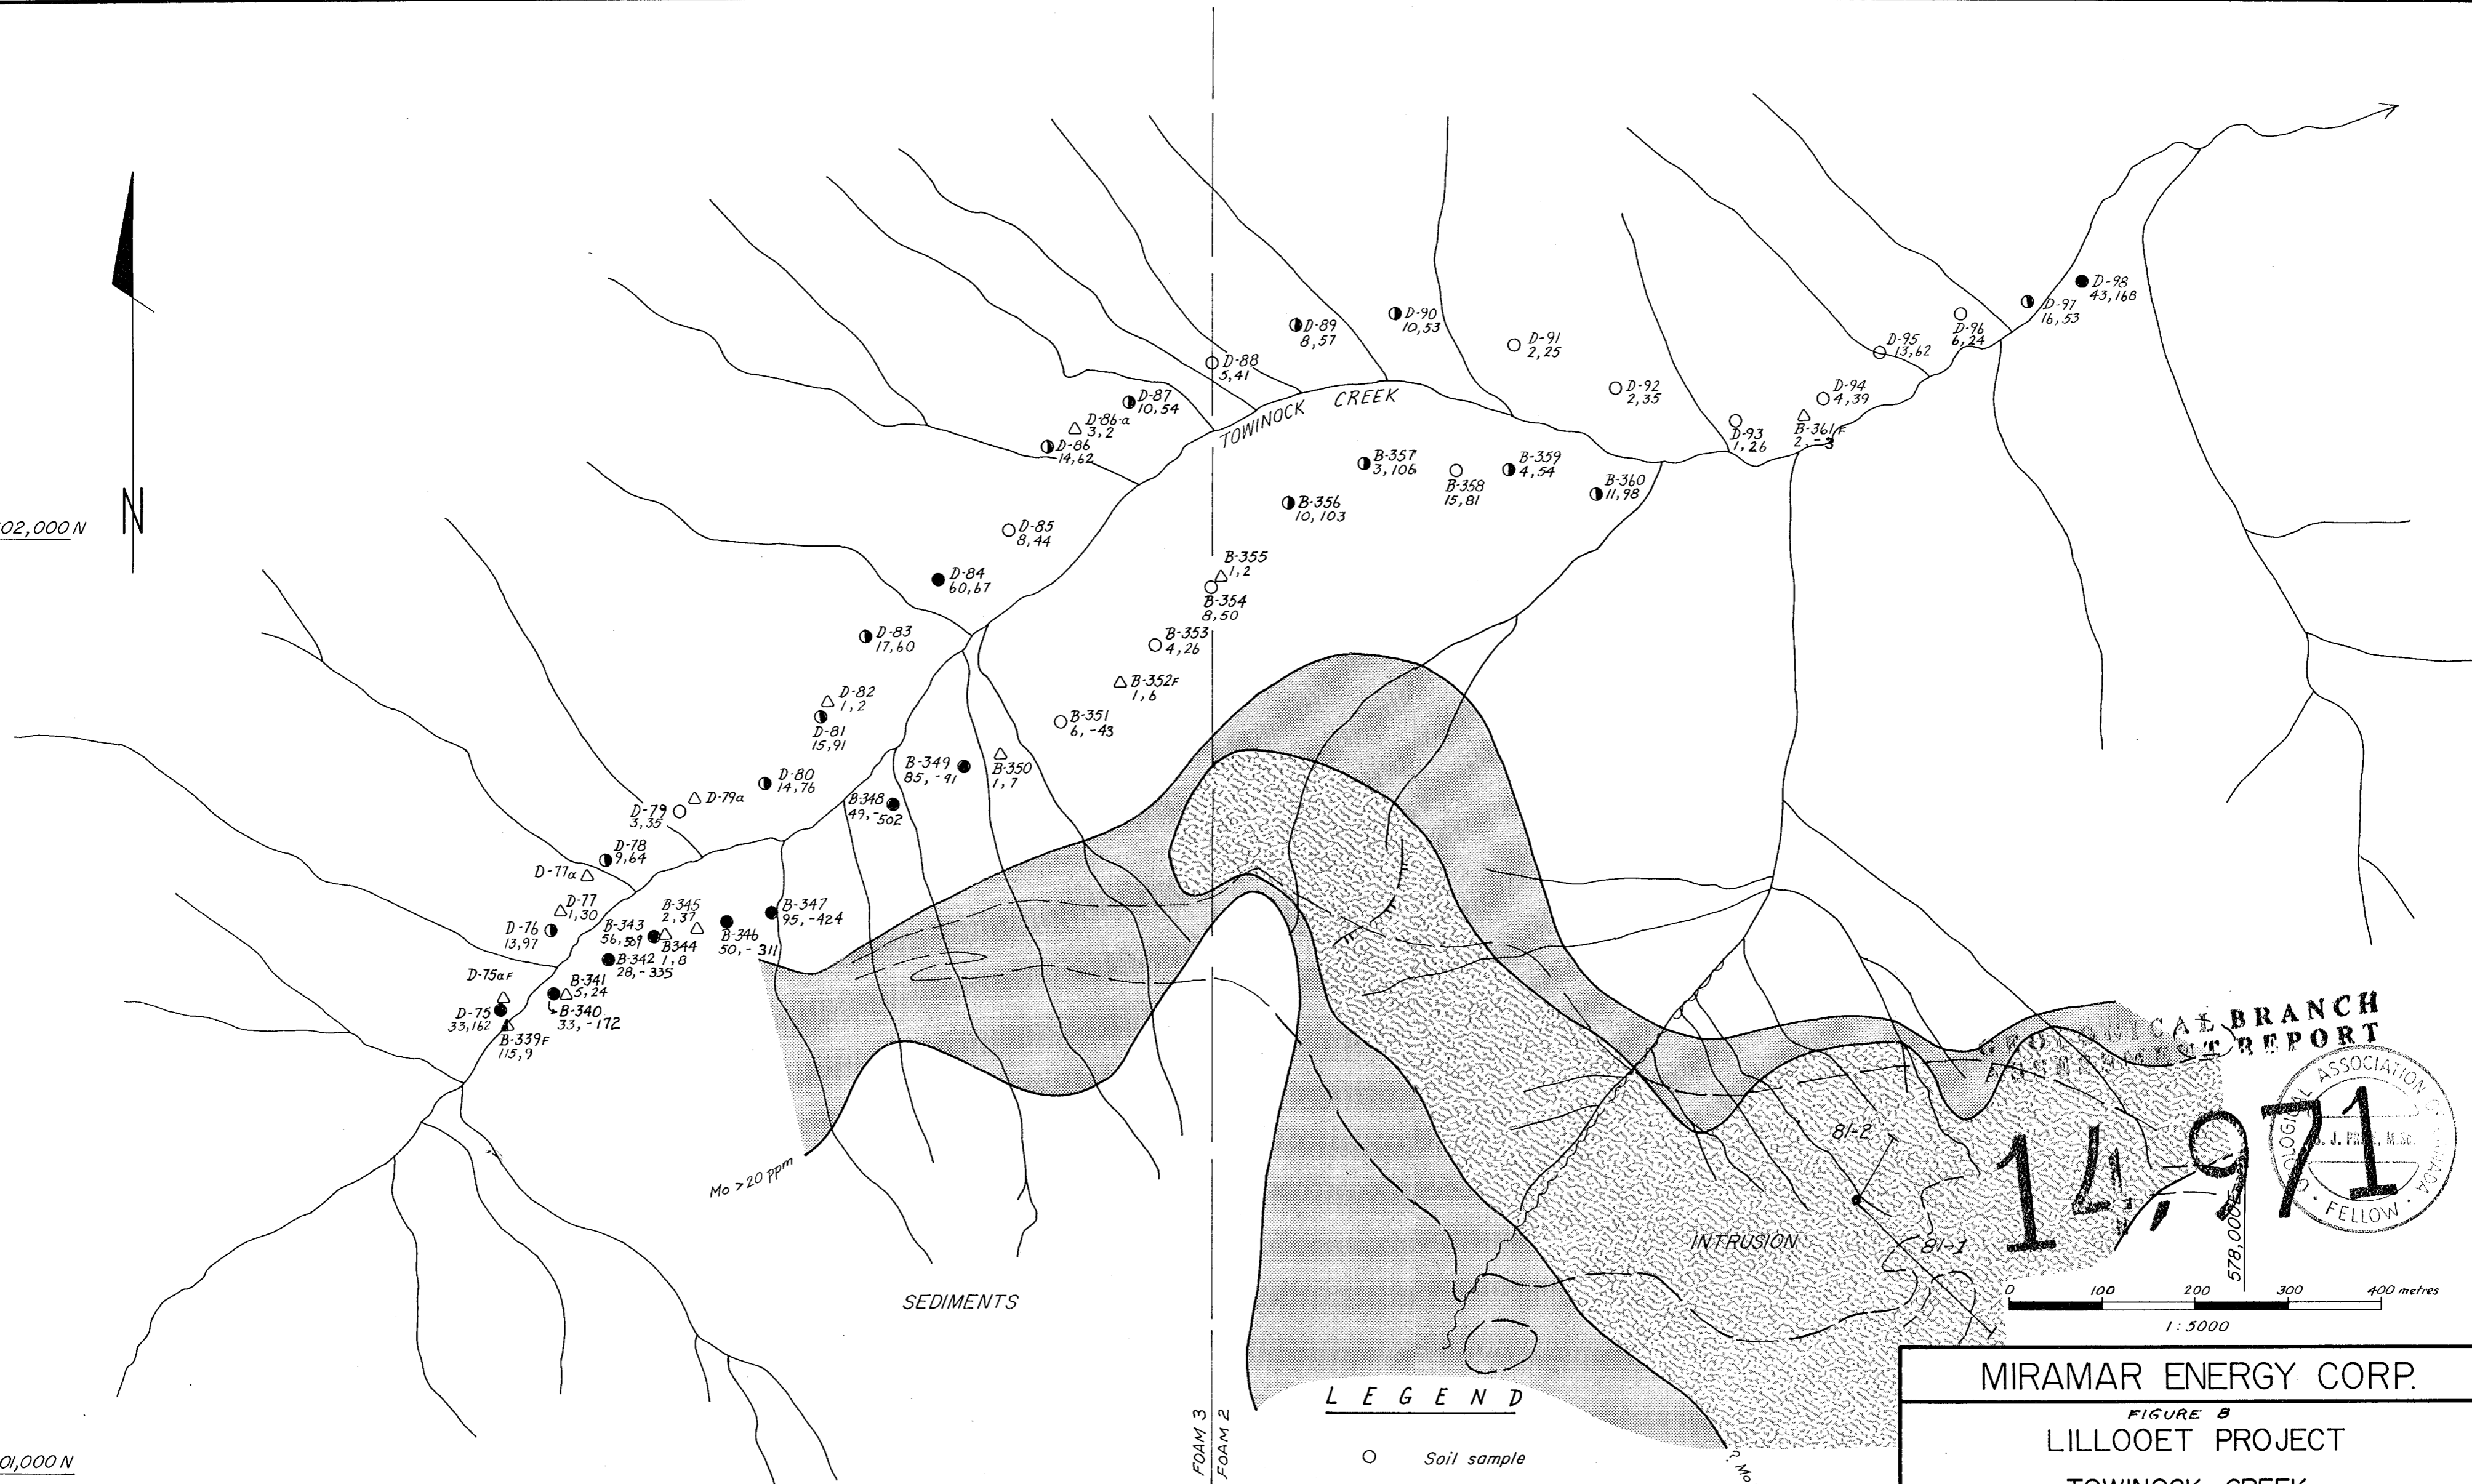 D-98
43,168
D-97
16,53
D-96
6,24
D-95
13,62
D-94
4,39
B-361F
2,-3
D-93
1,26
D-92
2,35
D-91
2,25
D-90
10,53
D-89
8,57
D-88
5,41
D-87
10,54
D-86-a
3,2
D-86
14,62
TOWINOCK CREEK
B-357
3,106
B-358
15,81
B-359
4,54
B-360
11,98
B-356
10,103
N
02,000 N
D-85
8,44
D-84
60,67
B-355
1,2
B-354
8,50
B-353
4,26
B-352F
1,6
B-351
6,-43
D-83
17,60
D-82
1,2
D-81
15,91
D-80
14,76
B-349
85,-91
B-350
1,7
B-348
49,-502
D-79a
D-79
3,35
D-78
9,64
D-77a
D-77
1,30
D-76
13,97
B-345
2,37
B-343
56,
B344
1,8
B-346
50,-311
B-347
95,-424
B-342
28,-335
D-75aF
B-341
5,24
D-75
33,162
B-340
33,-172
B-339F
115,9
Mo >20 ppm
SEDIMENTS
INTRUSION
81-2
81-1
GEOLOGICAL BRANCH
ASSESSMENT REPORT
14,971
ASSOCIATION
FELLOW
578,000E
0 100 200 300 400 metres
1:5000
FOAM 3
FOAM 2
LEGEND
Soil sample
? Mo
MIRAMAR ENERGY CORP.
FIGURE 8
LILLOOET PROJECT
TOWINOCK CREEK
01,000 N